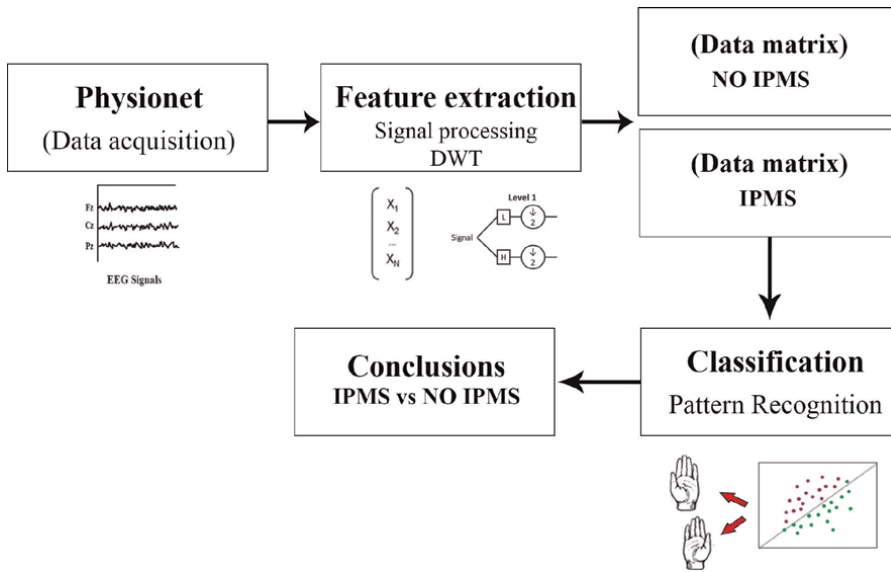 Physionet
(Data acquisition)
Feature extraction
Signal processing
DWT
(Data matrix)
NO IPMS
(Data matrix)
IPMS
Fz
Cz
Pz
EEG Signals
X1
X2
...
XN
Level 1
Signal
L
↓
2
H
↓
2
Conclusions
IPMS vs NO IPMS
Classification
Pattern Recognition